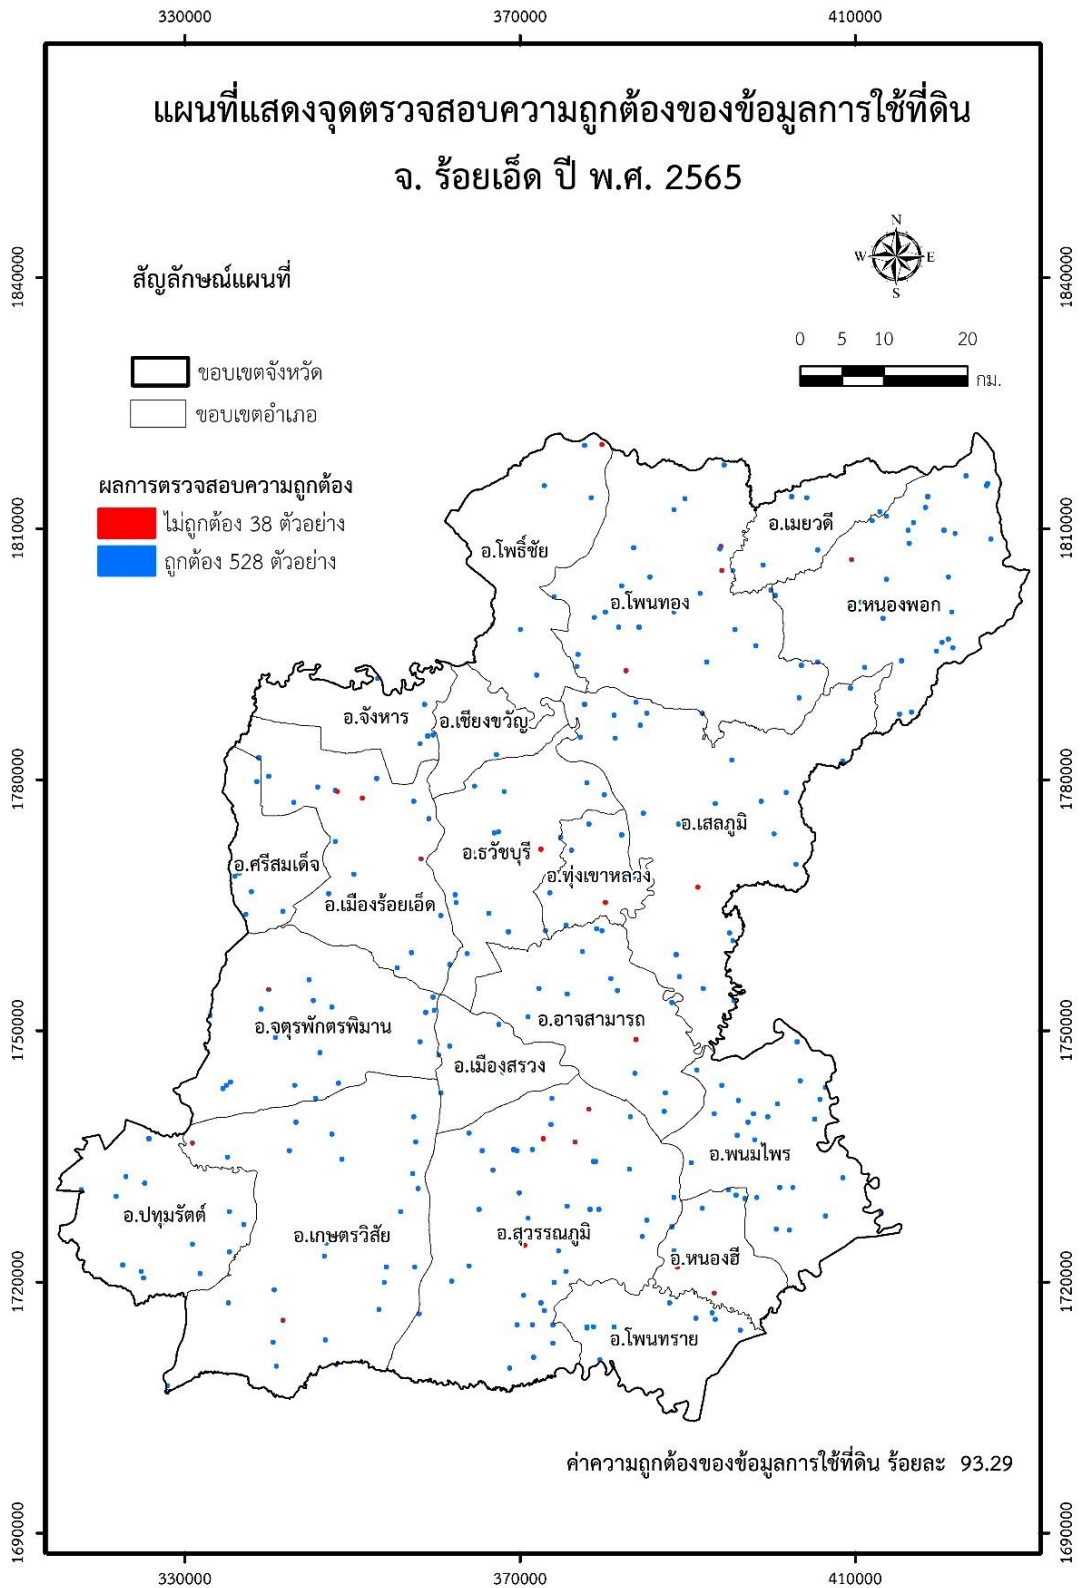 330000 370000 410000
แผนที่แสดงจุดตรวจสอบความถูกต้องของข้อมูลการใช้ที่ดิน
จ. ร้อยเอ็ด ปี พ.ศ. 2565
N
W E
S
1840000 1840000
สัญลักษณ์แผนที่
0 5 10 20
กม.
ขอบเขตจังหวัด
ขอบเขตอำเภอ
ผลการตรวจสอบความถูกต้อง
ไม่ถูกต้อง 38 ตัวอย่าง
ถูกต้อง 528 ตัวอย่าง
1810000 1810000
อ.เมยวดี
อ.โพธิ์ชัย
อ.โพนทอง
อ.หนองพอก
อ.จังหาร
อ.เชียงขวัญ
1780000 1780000
อ.เสลภูมิ
อ.ธวัชบุรี
อ.ศรีสมเด็จ
อ.ทุ่งเขาหลวง
อ.เมืองร้อยเอ็ด
อ.อาจสามารถ
อ.จตุรพักตรพิมาน
1750000 1750000
อ.เมืองสรวง
อ.พนมไพร
อ.ปทุมรัตต์
อ.เกษตรวิสัย
อ.สุวรรณภูมิ
อ.หนองฮี
1720000 1720000
อ.โพนทราย
ค่าความถูกต้องของข้อมูลการใช้ที่ดิน ร้อยละ 93.29
1690000 1690000
330000 370000 410000